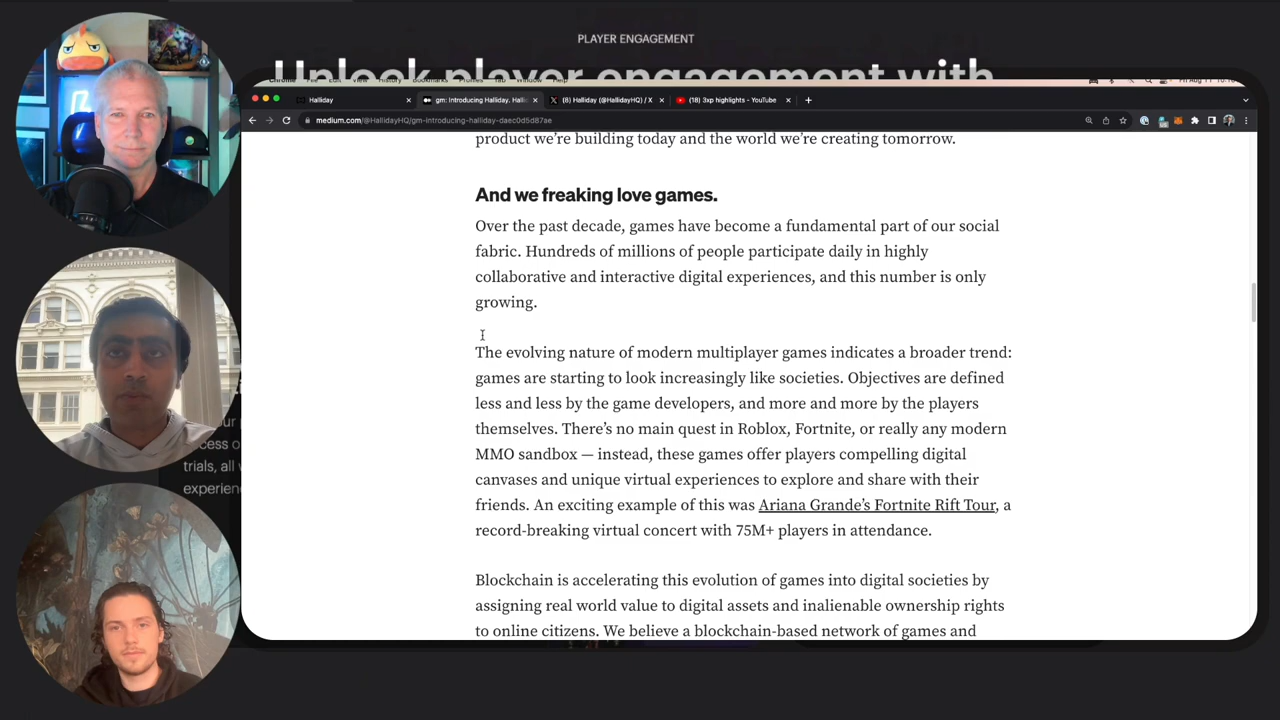 PLAYER ENGAGEMENT
Unlock player engagement with
Halliday
gm: Introducing Halliday. Halli
(8) Halliday (@HallidayHQ) / X
(18) 3xp highlights - YouTube
medium.com/@HallidayHQ/gm-introducing-halliday-daec0d5d87ae
product we’re building today and the world we’re creating tomorrow.
And we freaking love games.
Over the past decade, games have become a fundamental part of our social
fabric. Hundreds of millions of people participate daily in highly
collaborative and interactive digital experiences, and this number is only
growing.
The evolving nature of modern multiplayer games indicates a broader trend:
games are starting to look increasingly like societies. Objectives are defined
less and less by the game developers, and more and more by the players
themselves. There’s no main quest in Roblox, Fortnite, or really any modern
MMO sandbox — instead, these games offer players compelling digital
canvases and unique virtual experiences to explore and share with their
friends. An exciting example of this was Ariana Grande’s Fortnite Rift Tour, a
record-breaking virtual concert with 75M+ players in attendance.
Blockchain is accelerating this evolution of games into digital societies by
assigning real world value to digital assets and inalienable ownership rights
to online citizens. We believe a blockchain-based network of games and
trials, all